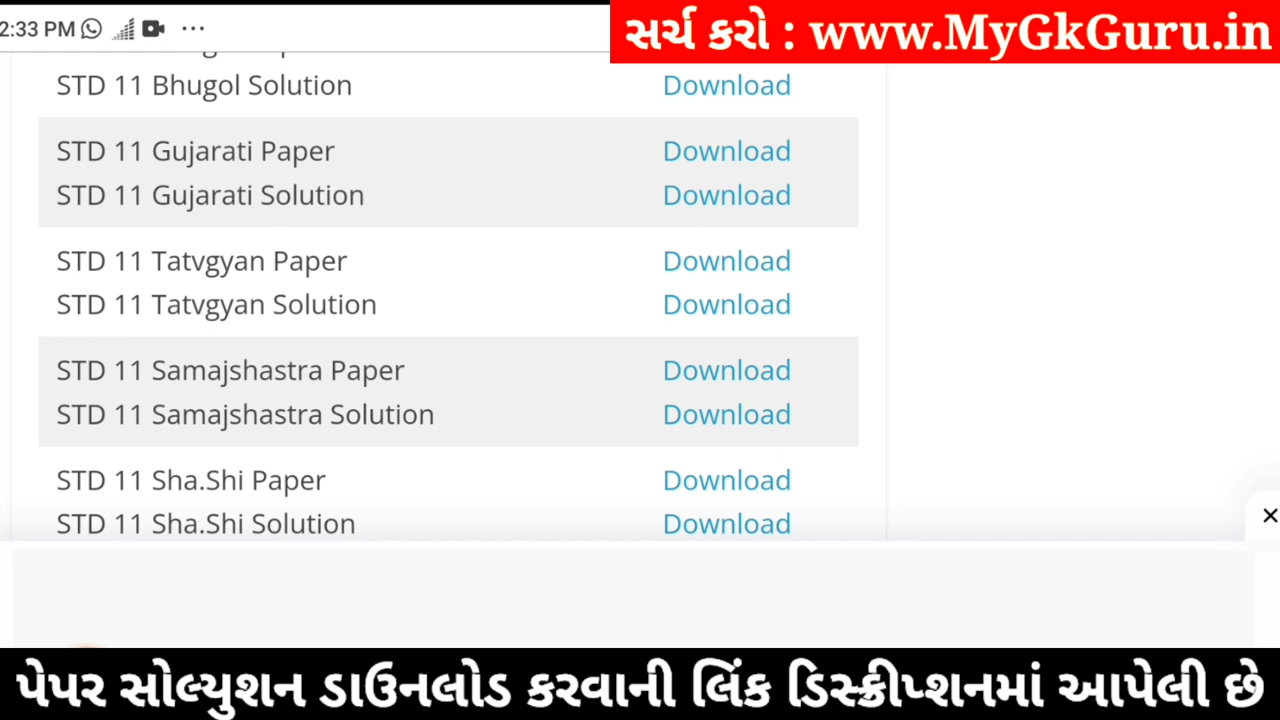 2:33 PM
સર્ચ કરો : www.MyGkGuru.in
STD 11 Bhugol Solution Download
STD 11 Gujarati Paper Download
STD 11 Gujarati Solution Download
STD 11 Tatvgyan Paper Download
STD 11 Tatvgyan Solution Download
STD 11 Samajshastra Paper Download
STD 11 Samajshastra Solution Download
STD 11 Sha.Shi Paper Download
STD 11 Sha.Shi Solution Download
પેપર સોલ્યુશન ડાઉનલોડ કરવાની લિંક ડિસ્ક્રીપ્શનમાં આપેલી છે